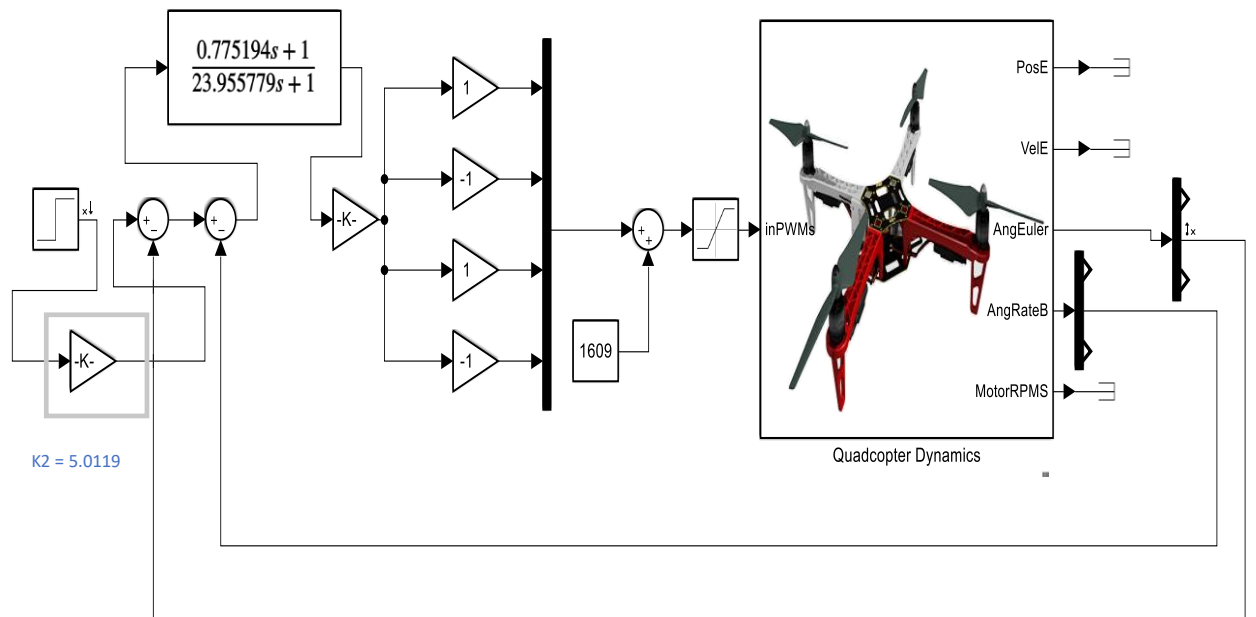 0.775194s + 1
23.955779s + 1
x
-K-
K2 = 5.0119
+
−
+
−
-K-
1
-1
1
-1
+
+
1609
inPWMs
PosE
VelE
AngEuler
AngRateB
MotorRPMS
Quadcopter Dynamics
x